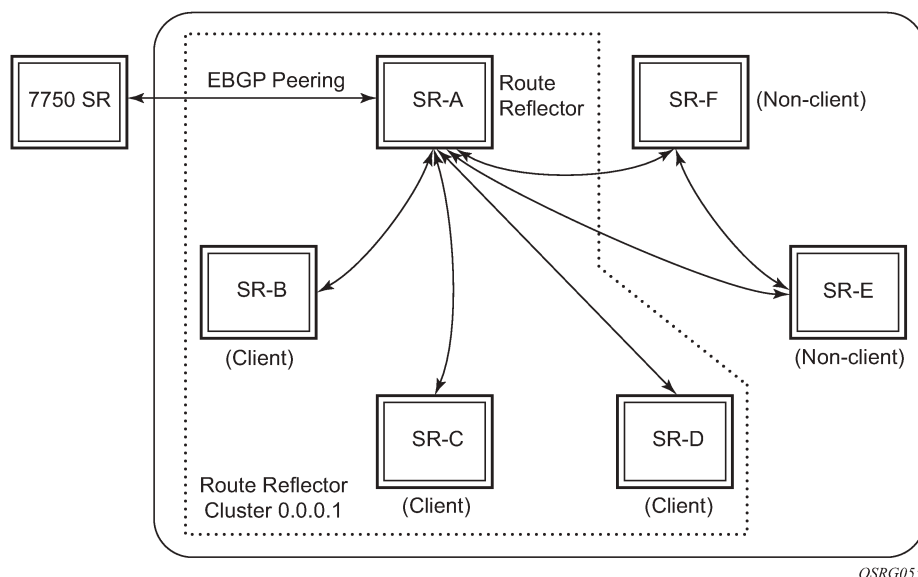 7750 SR
EBGP Peering
SR-A
Route
Reflector
SR-F
(Non-client)
SR-B
(Client)
SR-E
(Non-client)
SR-C
(Client)
SR-D
(Client)
Route Reflector
Cluster 0.0.0.1